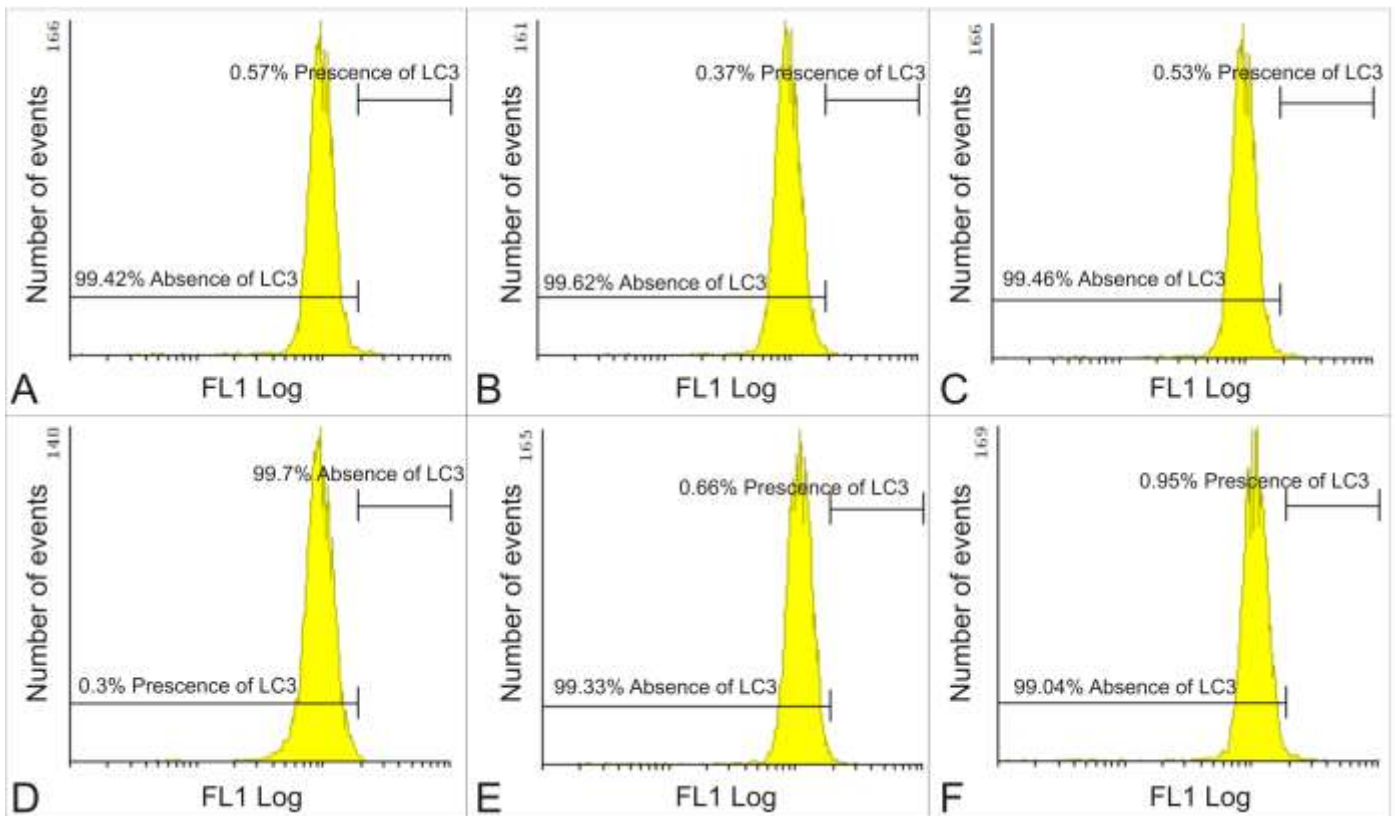 166
Number of events
0.57% Prescence of LC3
99.42% Absence of LC3
A
FL1 Log
161
Number of events
0.37% Prescence of LC3
99.62% Absence of LC3
B
FL1 Log
166
Number of events
0.53% Prescence of LC3
99.46% Absence of LC3
C
FL1 Log
140
Number of events
99.7% Absence of LC3
0.3% Prescence of LC3
D
FL1 Log
165
Number of events
0.66% Prescence of LC3
99.33% Absence of LC3
E
FL1 Log
169
Number of events
0.95% Prescence of LC3
99.04% Absence of LC3
F
FL1 Log